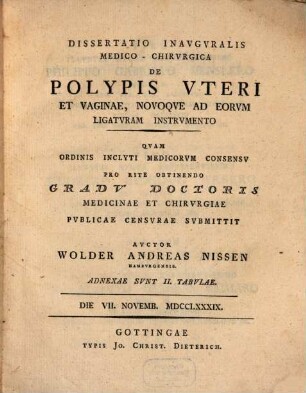 DISSERTATIO INAVGVRALIS
MEDICO - CHIRVRGICA
DE
POLYPIS VTERI
ET VAGINAE, NOVOQVE AD EORVM
LIGATVRAM INSTRVMENTO
QVAM
ORDINIS INCLYTI MEDICORVM CONSENSV
PRO RITE OBTINENDO
GRADV DOCTORIS
MEDICINAE ET CHIRVRGIAE
PVBLICAE CENSVRAE SVBMITTIT
AVCTOR
WOLDER ANDREAS NISSEN
HAMBVRGENSIS.
ADNEXAE SVNT II. TABVLAE.
DIE VII. NOVEMB. MDCCLXXXIX.
GOTTINGAE
TYPIS JO. CHRIST. DIETERICH.